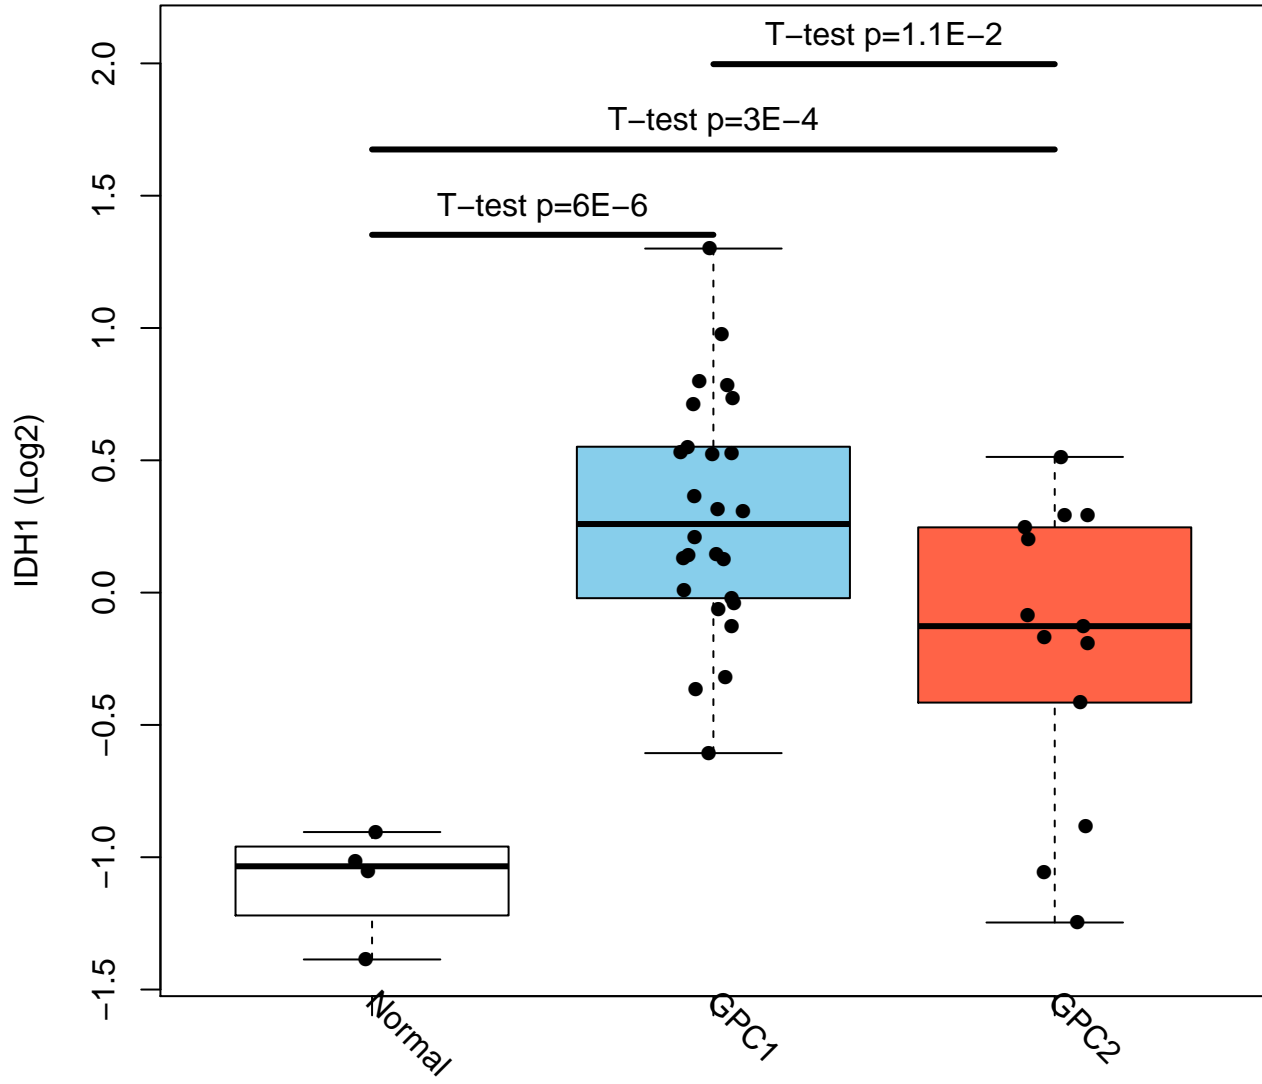 T−test p=1.1E−2
T−test p=3E−4
T−test p=6E−6
IDH1 (Log2)
2.0
1.5
1.0
0.5
0.0
−0.5
−1.0
−1.5
Normal
GPC1
GPC2